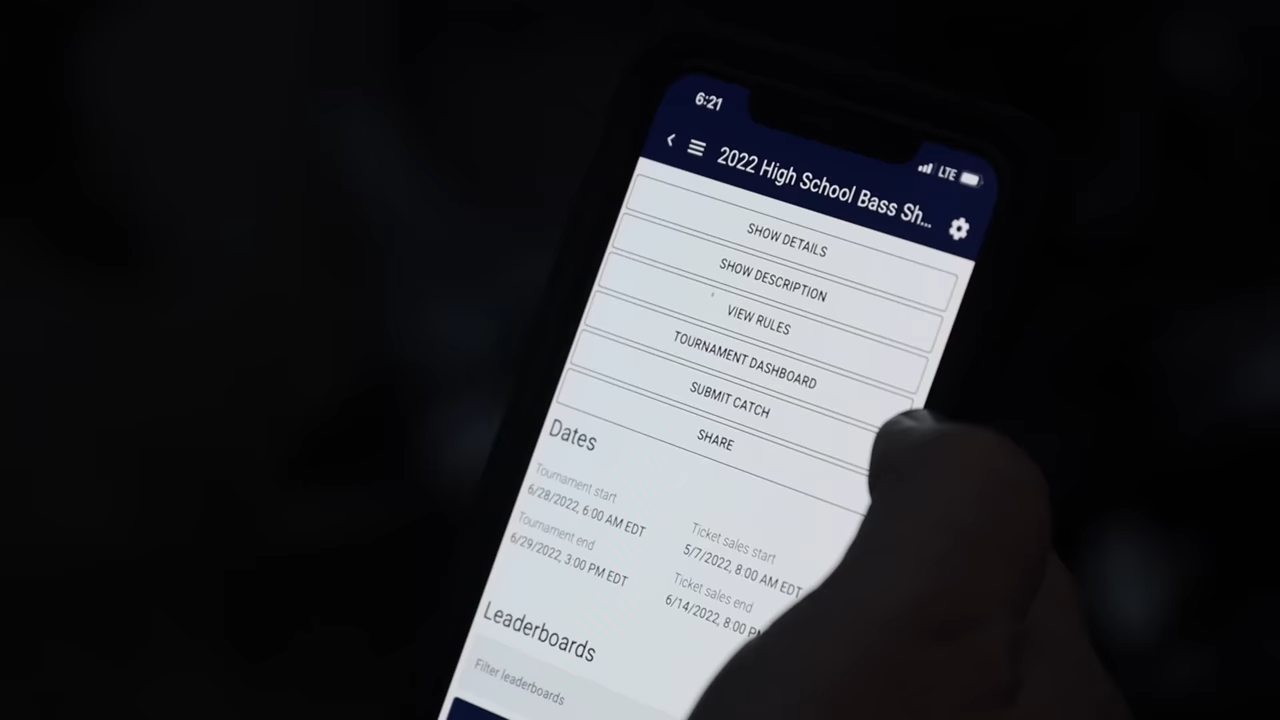 6:21
LTE
2022 High School Bass Sh...
SHOW DETAILS
SHOW DESCRIPTION
VIEW RULES
TOURNAMENT DASHBOARD
SUBMIT CATCH
SHARE
Dates
Tournament start
6/28/2022, 6:00 AM EDT
Ticket sales start
5/7/2022, 8:00 AM EDT
Tournament end
6/29/2022, 3:00 PM EDT
Ticket sales end
6/14/2022, 8:00 PM
Leaderboards
Filter leaderboards